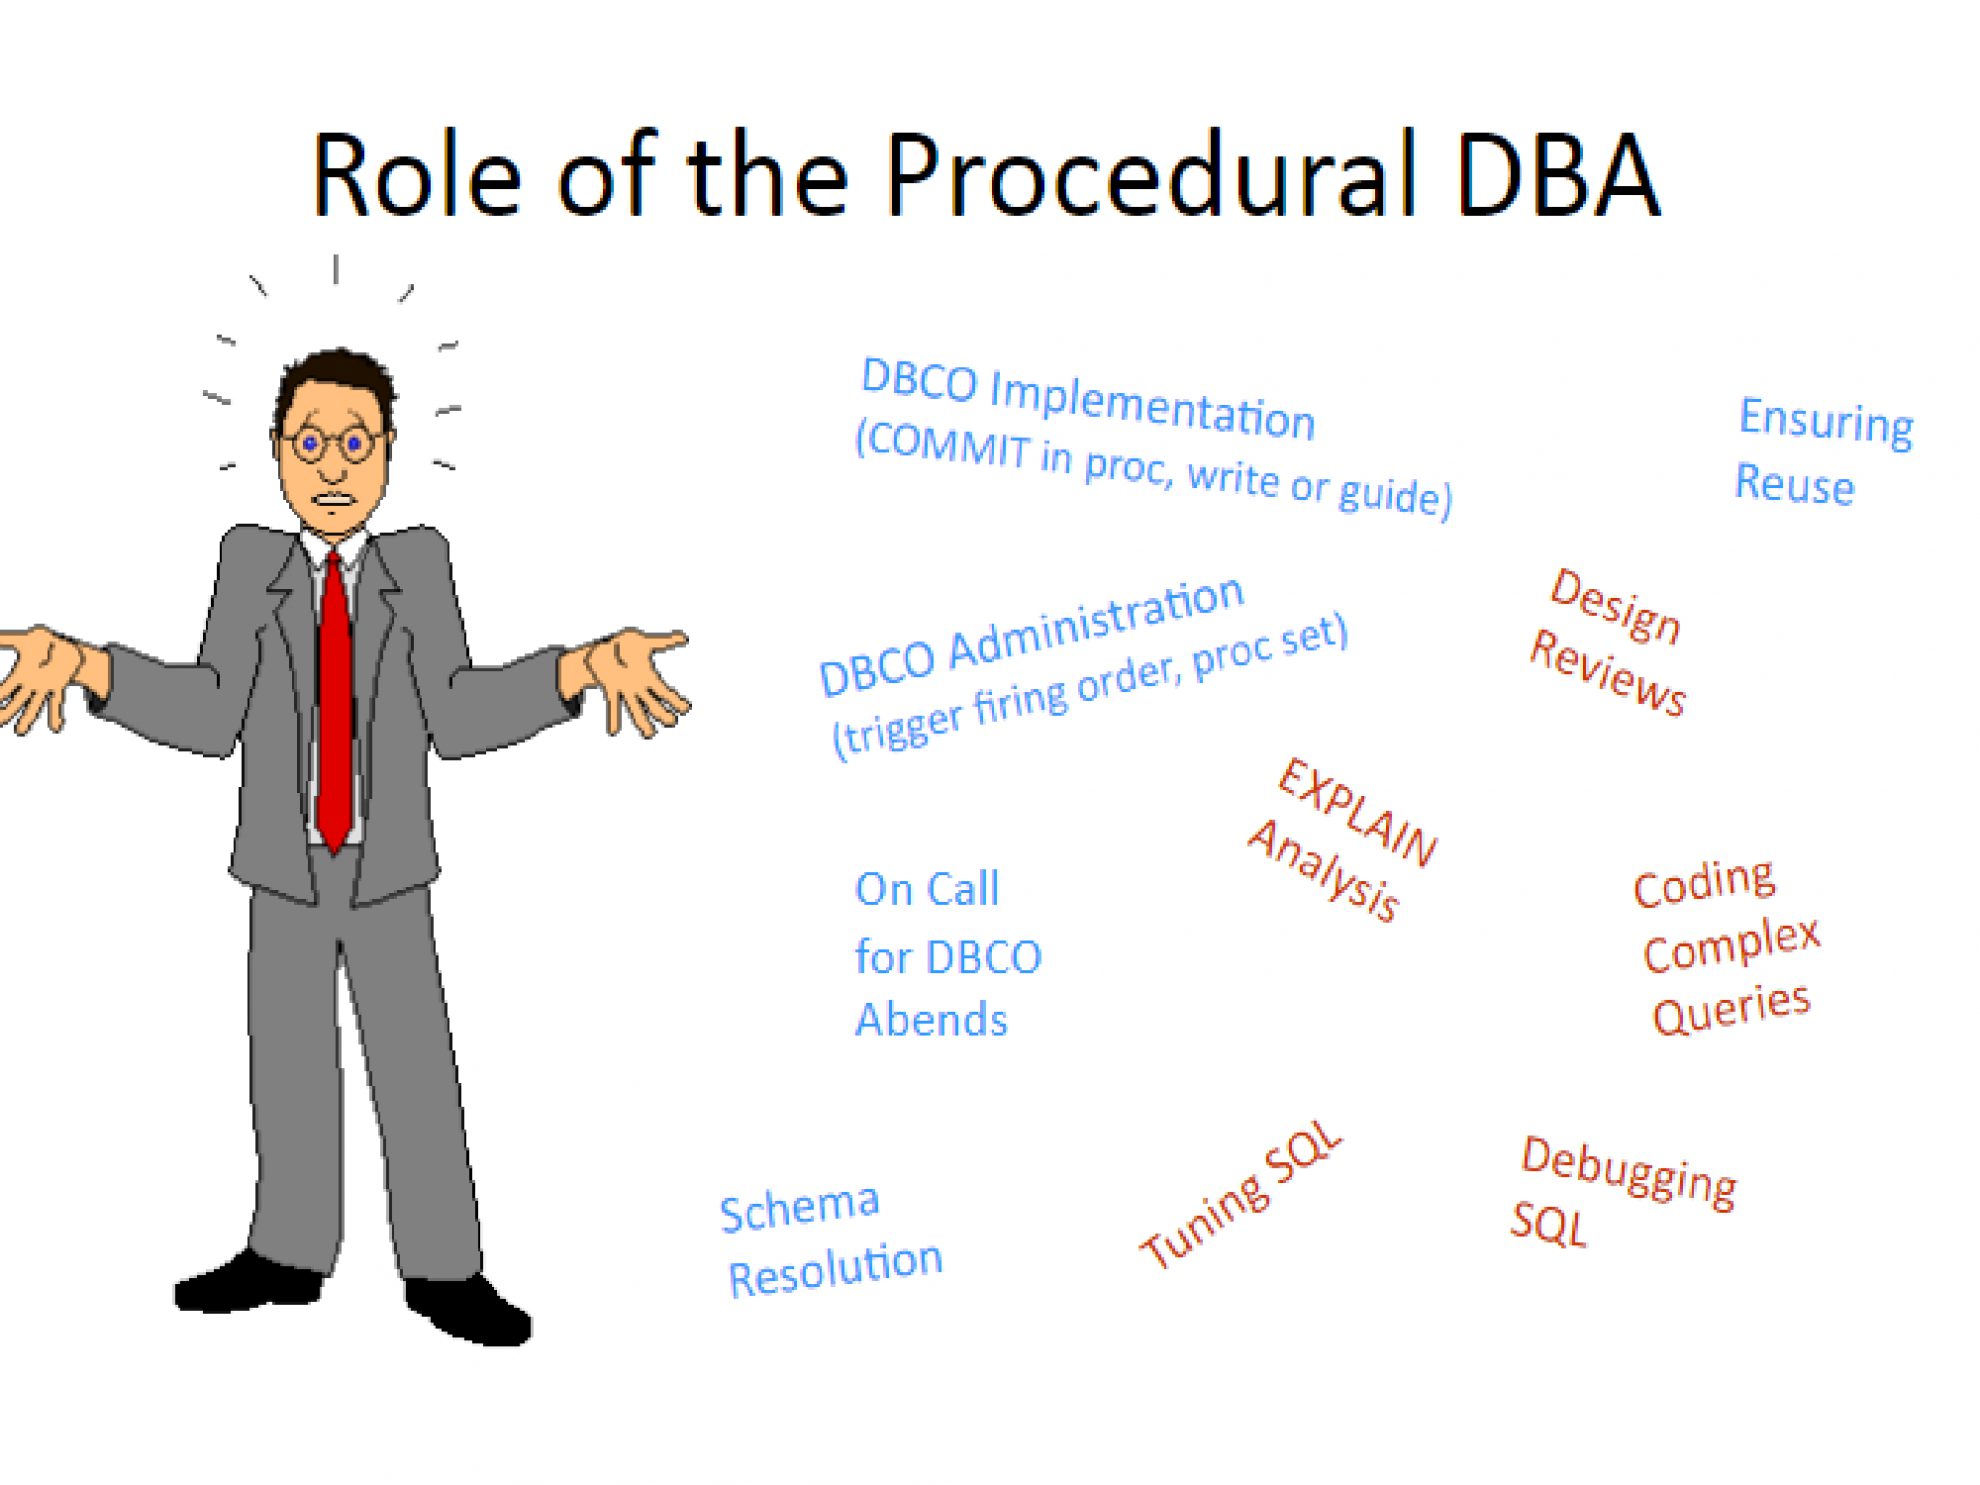 Role of the Procedural DBA
DBCO Implementation
(COMMIT in proc, write or guide)
Ensuring
Reuse
DBCO Administration
(trigger firing order, proc set)
Design
Reviews
EXPLAIN
Analysis
On Call
for DBCO
Abends
Coding
Complex
Queries
Schema
Resolution
Tuning SQL
Debugging
SQL